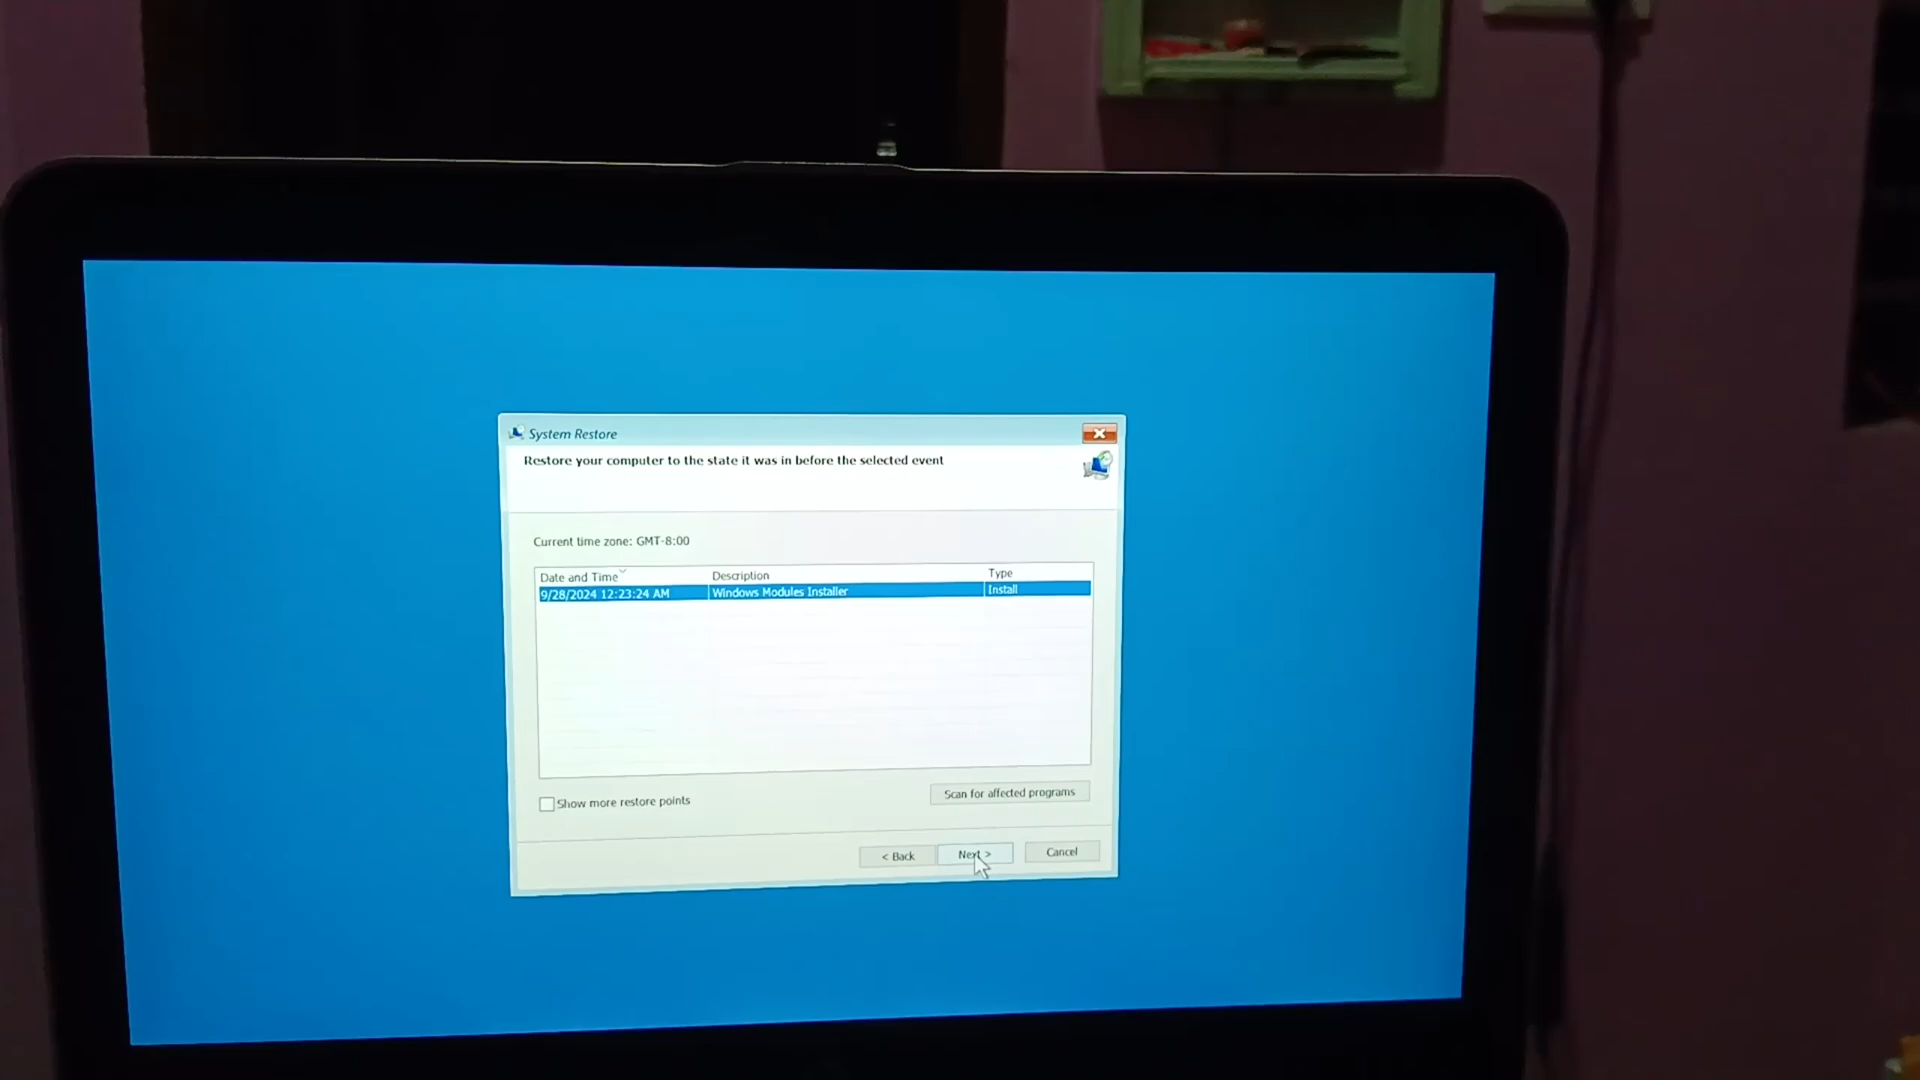 System Restore
Restore your computer to the state it was in before the selected event
Current time zone: GMT-8:00
Date and Time Description Type
9/28/2024 12:23:24 AM Windows Modules Installer Install
Show more restore points
Scan for affected programs
< Back Next > Cancel